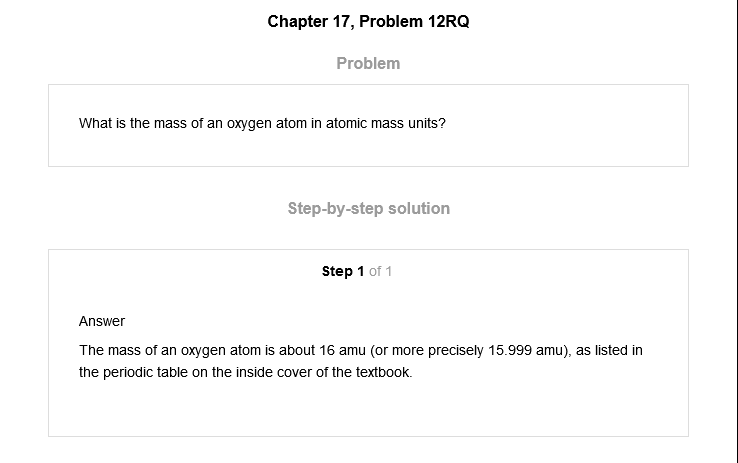 Chapter 17, Problem 12RQ
Problem
What is the mass of an oxygen atom in atomic mass units?
Step-by-step solution
Step 1 of 1
Answer
The mass of an oxygen atom is about 16 amu (or more precisely 15.999 amu), as listed in
the periodic table on the inside cover of the textbook.